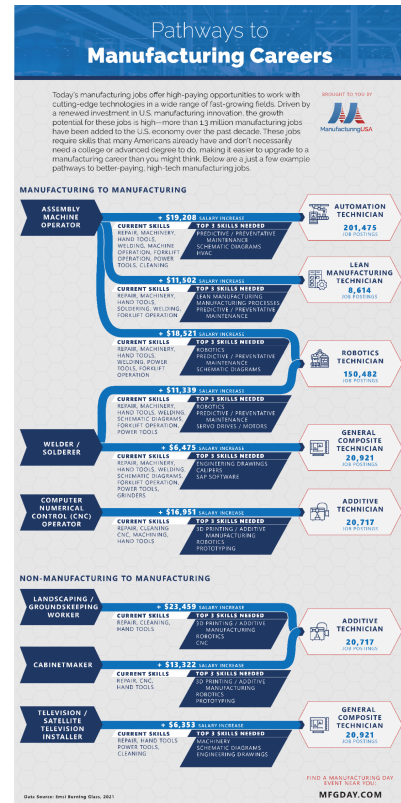 Pathways to
Manufacturing Careers
Today's manufacturing jobs offer high-paying opportunities to work with
cutting-edge technologies in a wide range of fast-growing fields. Driven by
a renewed investment in U.S. manufacturing innovation, the growth
potential for these jobs is high—more than 1.3 million manufacturing jobs
have been added to the U.S. economy over the past decade. These jobs
require skills that many Americans already have and don't necessarily
need a college or advanced degree to do, making it easier to upgrade to a
manufacturing career than you might think. Below are a just a few example
pathways to better-paying, high-tech manufacturing jobs.
BROUGHT TO YOU BY
ManufacturingUSA
MANUFACTURING TO MANUFACTURING
ASSEMBLY
MACHINE
OPERATOR
+ $19,208 SALARY INCREASE
CURRENT SKILLS
REPAIR, MACHINERY,
HAND TOOLS,
WELDING, MACHINE
OPERATION, FORKLIFT
OPERATION, POWER
TOOLS, CLEANING
TOP 3 SKILLS NEEDED
PREDICTIVE / PREVENTATIVE
MAINTENANCE
SCHEMATIC DIAGRAMS
HVAC
AUTOMATION
TECHNICIAN
201,475
JOB POSTINGS
+ $11,502 SALARY INCREASE
CURRENT SKILLS
REPAIR, MACHINERY,
HAND TOOLS,
SOLDERING, WELDING,
FORKLIFT OPERATION
TOP 3 SKILLS NEEDED
LEAN MANUFACTURING
MANUFACTURING PROCESSES
PREDICTIVE / PREVENTATIVE
MAINTENANCE
LEAN
MANUFACTURING
TECHNICIAN
8,614
JOB POSTINGS
+ $18,521 SALARY INCREASE
CURRENT SKILLS
REPAIR, MACHINERY,
HAND TOOLS,
WELDING, POWER
TOOLS, FORKLIFT
OPERATION
TOP 3 SKILLS NEEDED
ROBOTICS
PREDICTIVE / PREVENTATIVE
MAINTENANCE
SCHEMATIC DIAGRAMS
ROBOTICS
TECHNICIAN
150,482
JOB POSTINGS
+ $11,339 SALARY INCREASE
CURRENT SKILLS
REPAIR, MACHINERY,
HAND TOOLS, WELDING,
SCHEMATIC DIAGRAMS,
FORKLIFT OPERATION,
POWER TOOLS
TOP 3 SKILLS NEEDED
ROBOTICS
PREDICTIVE / PREVENTATIVE
MAINTENANCE
SERVO DRIVES / MOTORS
WELDER /
SOLDERER
+ $6,475 SALARY INCREASE
CURRENT SKILLS
REPAIR, MACHINERY,
HAND TOOLS, WELDING,
SCHEMATIC DIAGRAMS,
FORKLIFT OPERATION,
POWER TOOLS,
GRINDERS
TOP 3 SKILLS NEEDED
ENGINEERING DRAWINGS
CALIPERS
SAP SOFTWARE
GENERAL
COMPOSITE
TECHNICIAN
20,921
JOB POSTINGS
COMPUTER
NUMERICAL
CONTROL (CNC)
OPERATOR
+ $16,951 SALARY INCREASE
CURRENT SKILLS
REPAIR, CLEANING
CNC, MACHINING,
HAND TOOLS
TOP 3 SKILLS NEEDED
3D PRINTING / ADDITIVE
MANUFACTURING
ROBOTICS
PROTOTYPING
ADDITIVE
TECHNICIAN
20,717
JOB POSTINGS
NON-MANUFACTURING TO MANUFACTURING
LANDSCAPING /
GROUNDSKEEPING
WORKER
+ $23,459 SALARY INCREASE
CURRENT SKILLS
REPAIR, CLEANING,
HAND TOOLS
TOP 3 SKILLS NEEDED
3D PRINTING / ADDITIVE
MANUFACTURING
ROBOTICS
CNC
ADDITIVE
TECHNICIAN
20,717
JOB POSTINGS
CABINETMAKER
+ $13,322 SALARY INCREASE
CURRENT SKILLS
REPAIR, CNC,
HAND TOOLS
TOP 3 SKILLS NEEDED
3D PRINTING / ADDITIVE
MANUFACTURING
ROBOTICS
PROTOTYPING
TELEVISION /
SATELLITE
TELEVISION
INSTALLER
+ $6,353 SALARY INCREASE
CURRENT SKILLS
REPAIR, HAND TOOLS
POWER TOOLS,
CLEANING
TOP 3 SKILLS NEEDED
MACHINERY
SCHEMATIC DIAGRAMS
ENGINEERING DRAWINGS
GENERAL
COMPOSITE
TECHNICIAN
20,921
JOB POSTINGS
FIND A MANUFACTURING DAY
EVENT NEAR YOU:
MFGDAY.COM
Data Source: Emsi Burning Glass, 2021